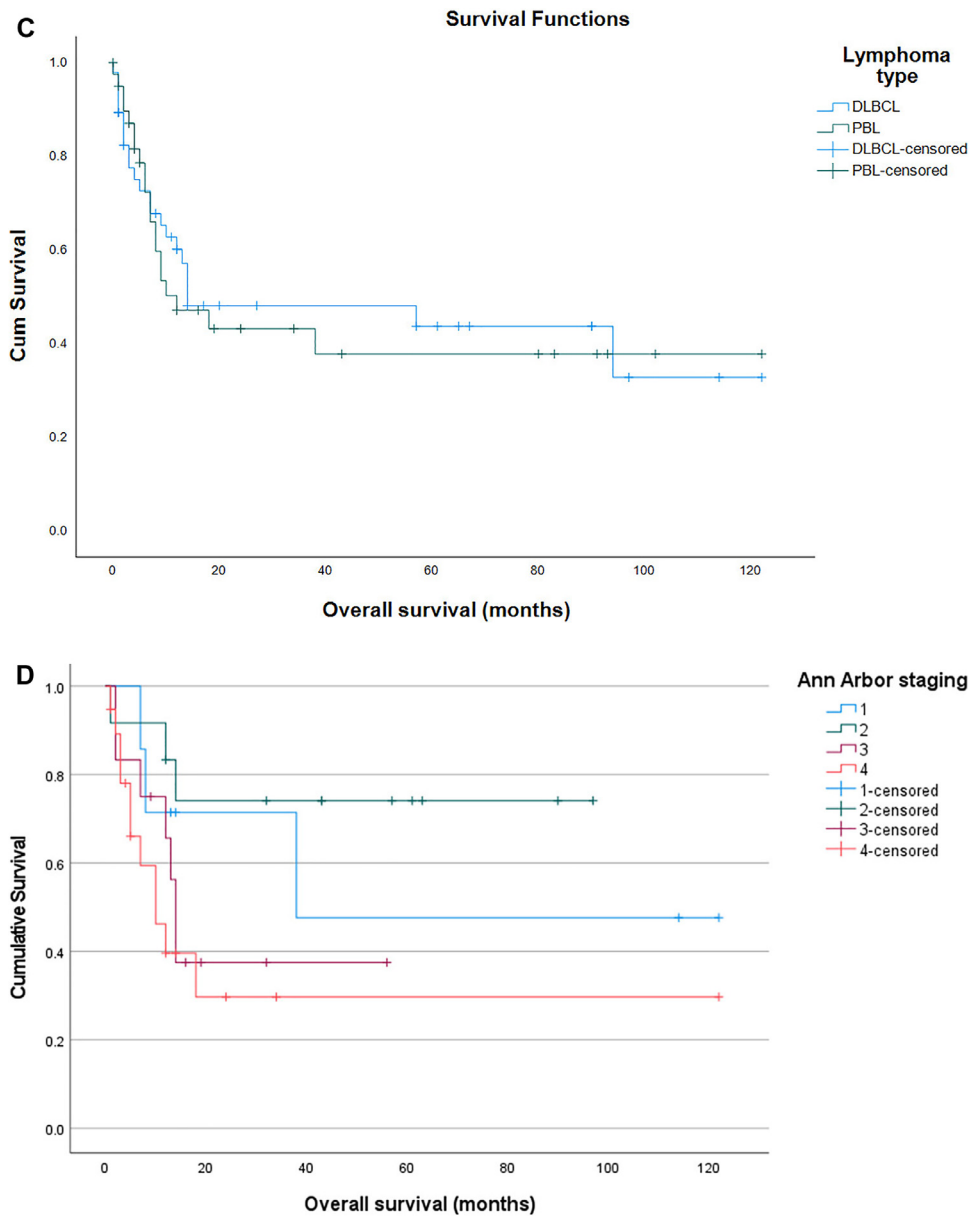 C
Survival Functions
Lymphoma
type
DLBCL
PBL
DLBCL-censored
PBL-censored
1.0
0.8
0.6
0.4
0.2
0.0
Cum Survival
0 20 40 60 80 100 120
Overall survival (months)
D
Ann Arbor staging
1
2
3
4
1-censored
2-censored
3-censored
4-censored
1.0
0.8
0.6
0.4
0.2
0.0
Cumulative Survival
0 20 40 60 80 100 120
Overall survival (months)